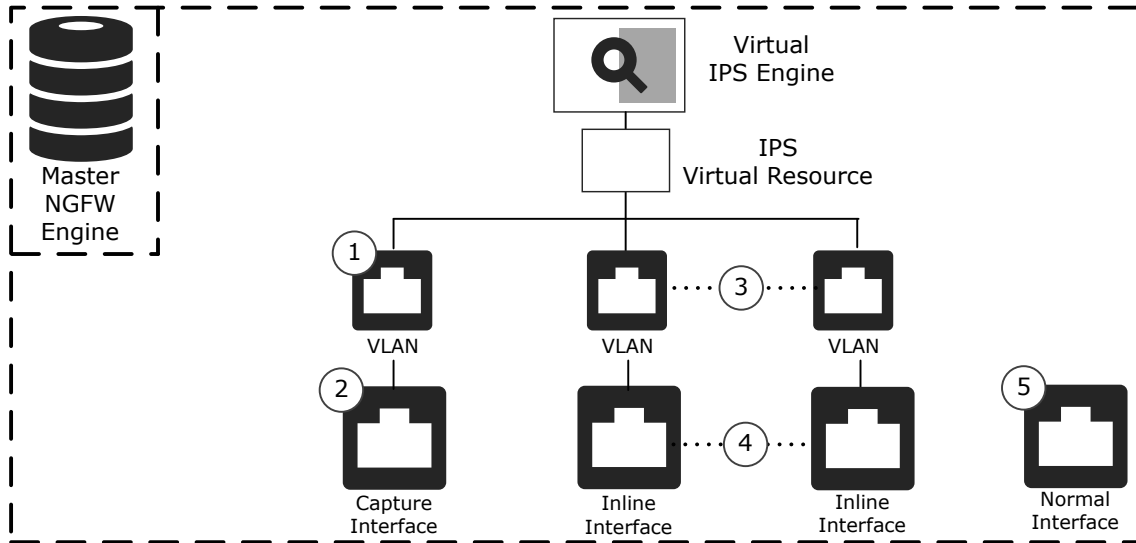 Virtual
IPS Engine
IPS
Virtual Resource
Master
NGFW
Engine
1
3
VLAN
VLAN
VLAN
2
4
5
Capture
Interface
Inline
Interface
Inline
Interface
Normal
Interface